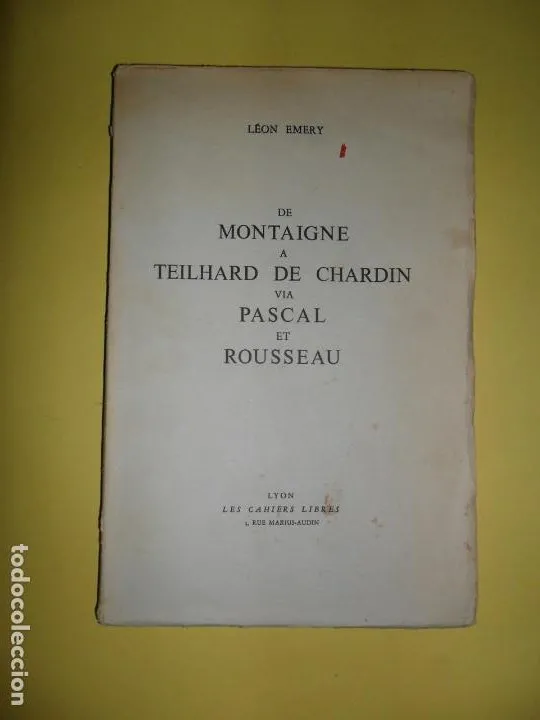 LÉON EMERY
DE
MONTAIGNE
A
TEILHARD DE CHARDIN
VIA
PASCAL
ET
ROUSSEAU
LYON
LES CAHIERS LIBRES
RUE MARIUS-AUDIN
todocoleccion